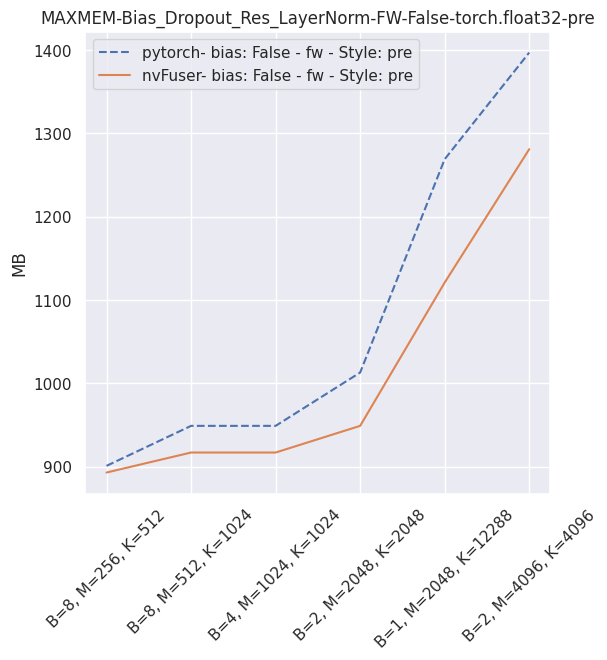 MAXMEM-Bias_Dropout_Res_LayerNorm-FW-False-torch.float32-pre
pytorch- bias: False - fw - Style: pre
nvFuser- bias: False - fw - Style: pre
1400
1300
1200
1100
1000
900
MB
B=8, M=256, K=512
B=8, M=512, K=1024
B=4, M=1024, K=1024
B=2, M=2048, K=2048
B=1, M=2048, K=12288
B=2, M=4096, K=4096